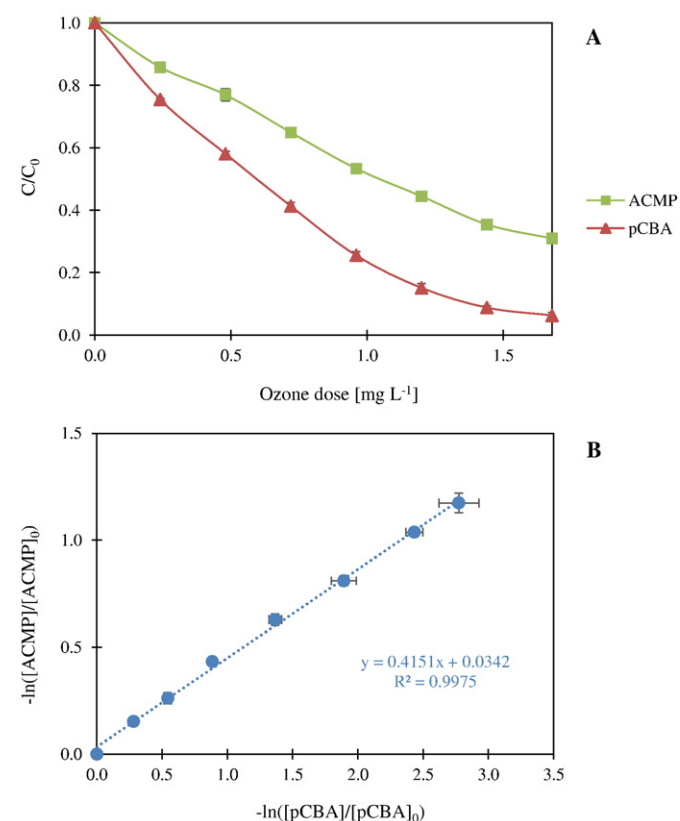 A
1.0
0.8
0.6
0.4
0.2
0.0
C/C₀
0.0 0.5 1.0 1.5
Ozone dose [mg L⁻¹]
ACMP
pCBA
B
1.5
1.0
0.5
0.0
-ln([ACMP]/[ACMP]₀)
y = 0.4151x + 0.0342
R² = 0.9975
0.0 0.5 1.0 1.5 2.0 2.5 3.0 3.5
-ln([pCBA]/[pCBA]₀)